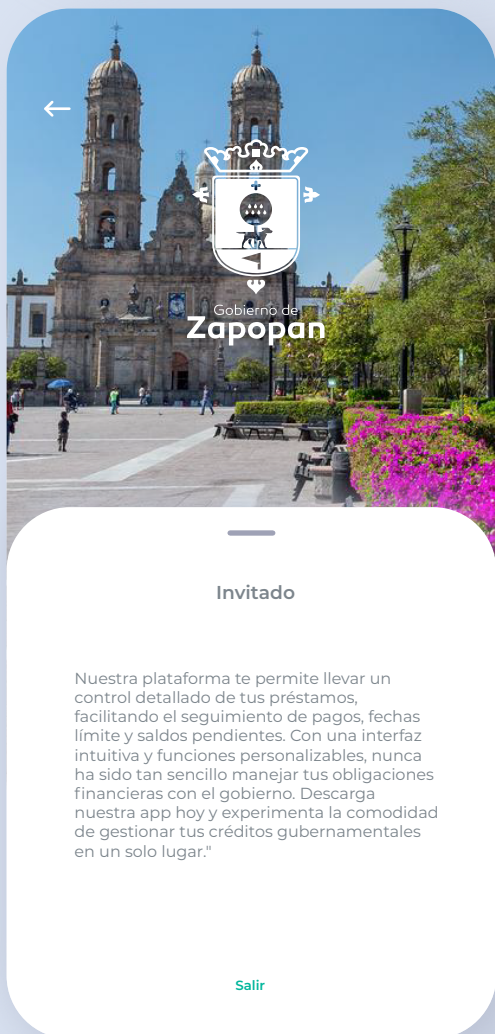 Gobierno de
Zapopan
Invitado
Nuestra plataforma te permite llevar un
control detallado de tus préstamos,
facilitando el seguimiento de pagos, fechas
límite y saldos pendientes. Con una interfaz
intuitiva y funciones personalizables, nunca
ha sido tan sencillo manejar tus obligaciones
financieras con el gobierno. Descarga
nuestra app hoy y experimenta la comodidad
de gestionar tus créditos gubernamentales
en un solo lugar."
Salir